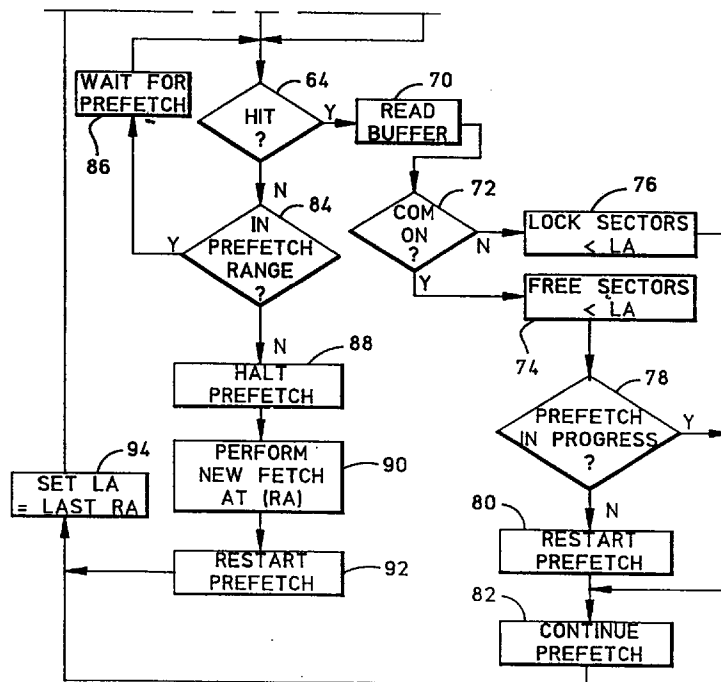 64
HIT
?
Y
N
70
READ
BUFFER
WAIT FOR
PREFETCH
86
84
IN
PREFETCH
RANGE
?
Y
N
72
COM
ON
?
N
Y
76
LOCK SECTORS
< LA
FREE SECTORS
< LA
74
88
HALT
PREFETCH
78
PREFETCH
IN PROGRESS
?
Y
N
90
PERFORM
NEW FETCH
AT (RA)
94
SET LA
= LAST RA
92
RESTART
PREFETCH
80
RESTART
PREFETCH
82
CONTINUE
PREFETCH